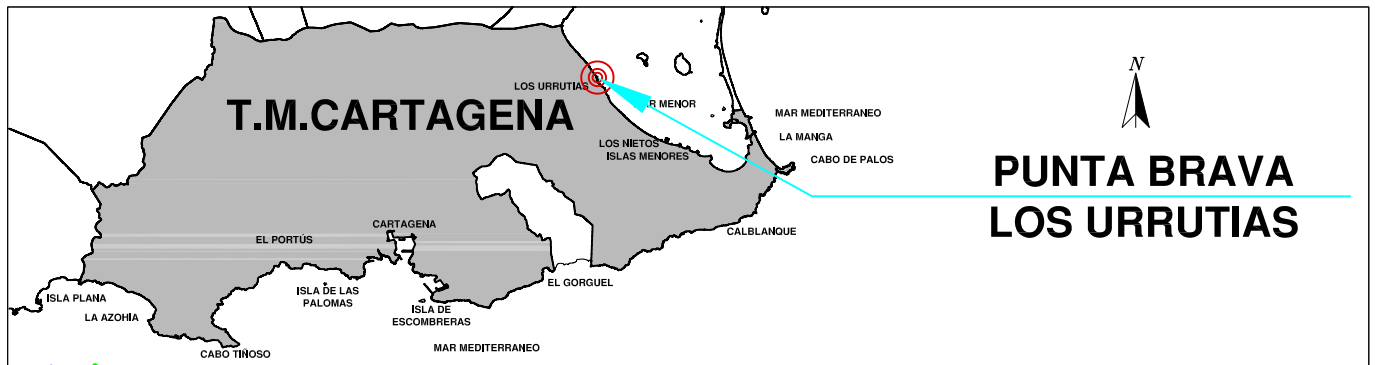 N
LOS URRUTIAS
T.M.CARTAGENA
MAR MENOR
MAR MEDITERRANEO
LA MANGA
LOS NIETOS
ISLAS MENORES
CABO DE PALOS
PUNTA BRAVA
LOS URRUTIAS
CARTAGENA
EL PORTÚS
CALBLANQUE
EL GORGUEL
ISLA PLANA
ISLA DE LAS
PALOMAS
LA AZOHIA
ISLA DE
ESCOMBRERAS
CABO TIÑOSO
MAR MEDITERRANEO